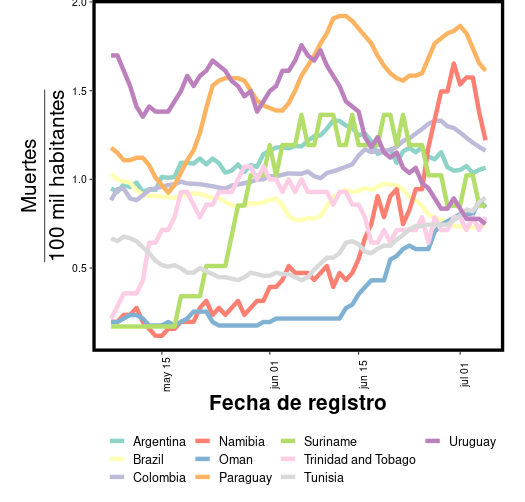 2.0
1.5
1.0
0.5
Muertes
100 mil habitantes
may 15
jun 01
jun 15
jul 01
Fecha de registro
Argentina Namibia Suriname Uruguay
Brazil Oman Trinidad and Tobago
Colombia Paraguay Tunisia